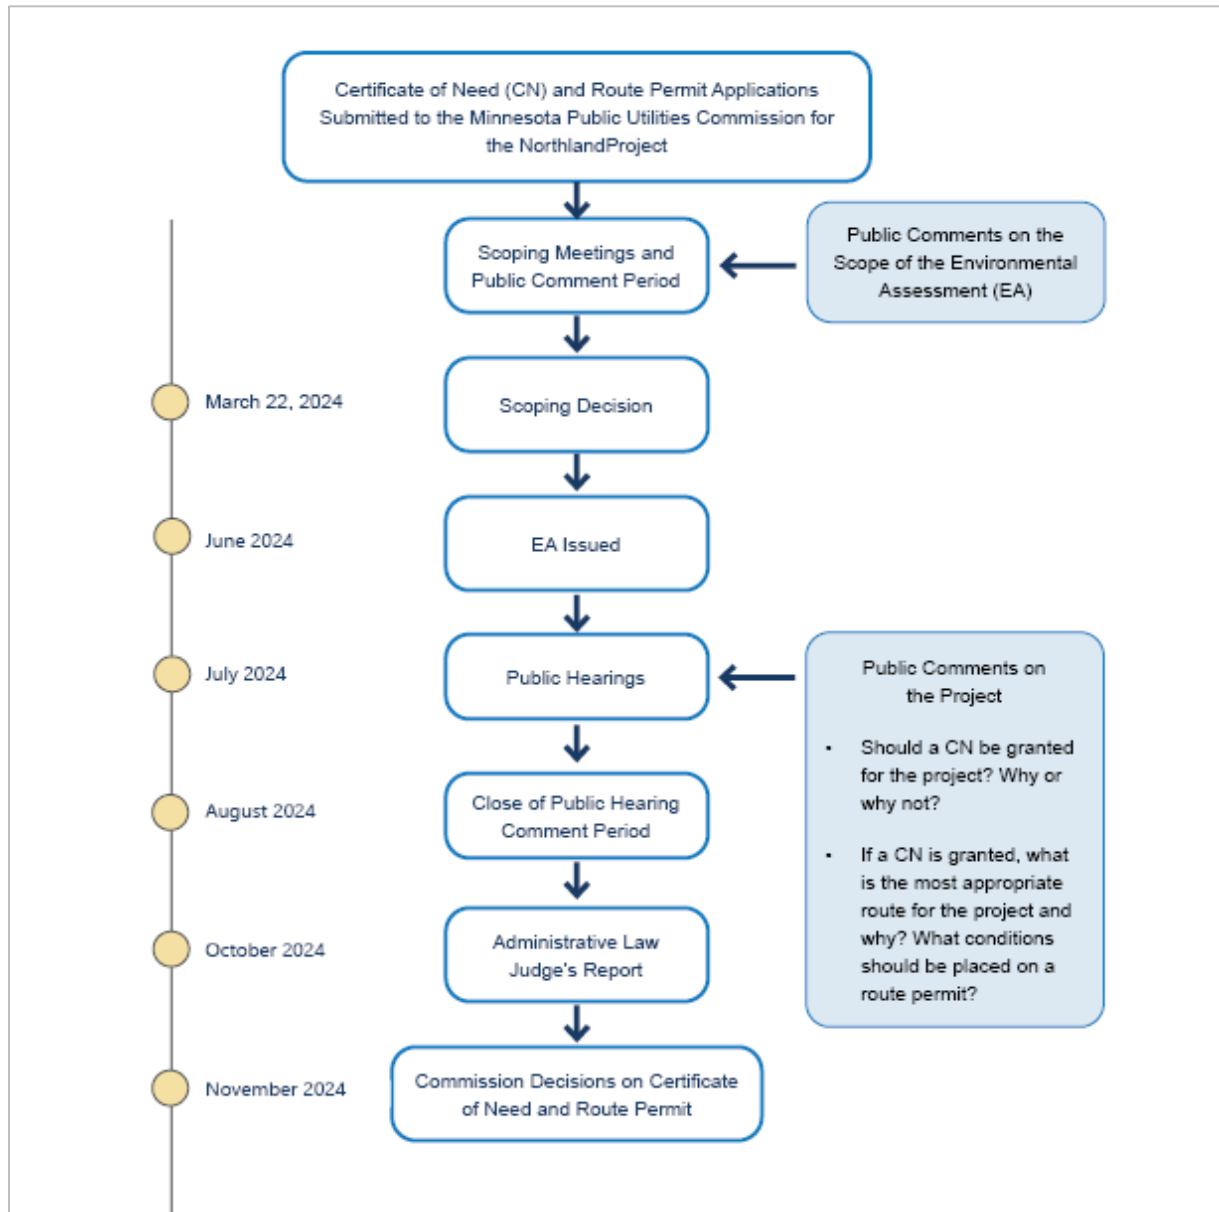 Certificate of Need (CN) and Route Permit Applications
Submitted to the Minnesota Public Utilities Commission for
the NorthlandProject
Scoping Meetings and
Public Comment Period
Public Comments on the
Scope of the Environmental
Assessment (EA)
March 22, 2024
Scoping Decision
June 2024
EA Issued
July 2024
Public Hearings
Public Comments on
the Project
• Should a CN be granted
for the project? Why or
why not?
• If a CN is granted, what
is the most appropriate
route for the project and
why? What conditions
should be placed on a
route permit?
August 2024
Close of Public Hearing
Comment Period
October 2024
Administrative Law
Judge's Report
November 2024
Commission Decisions on Certificate
of Need and Route Permit